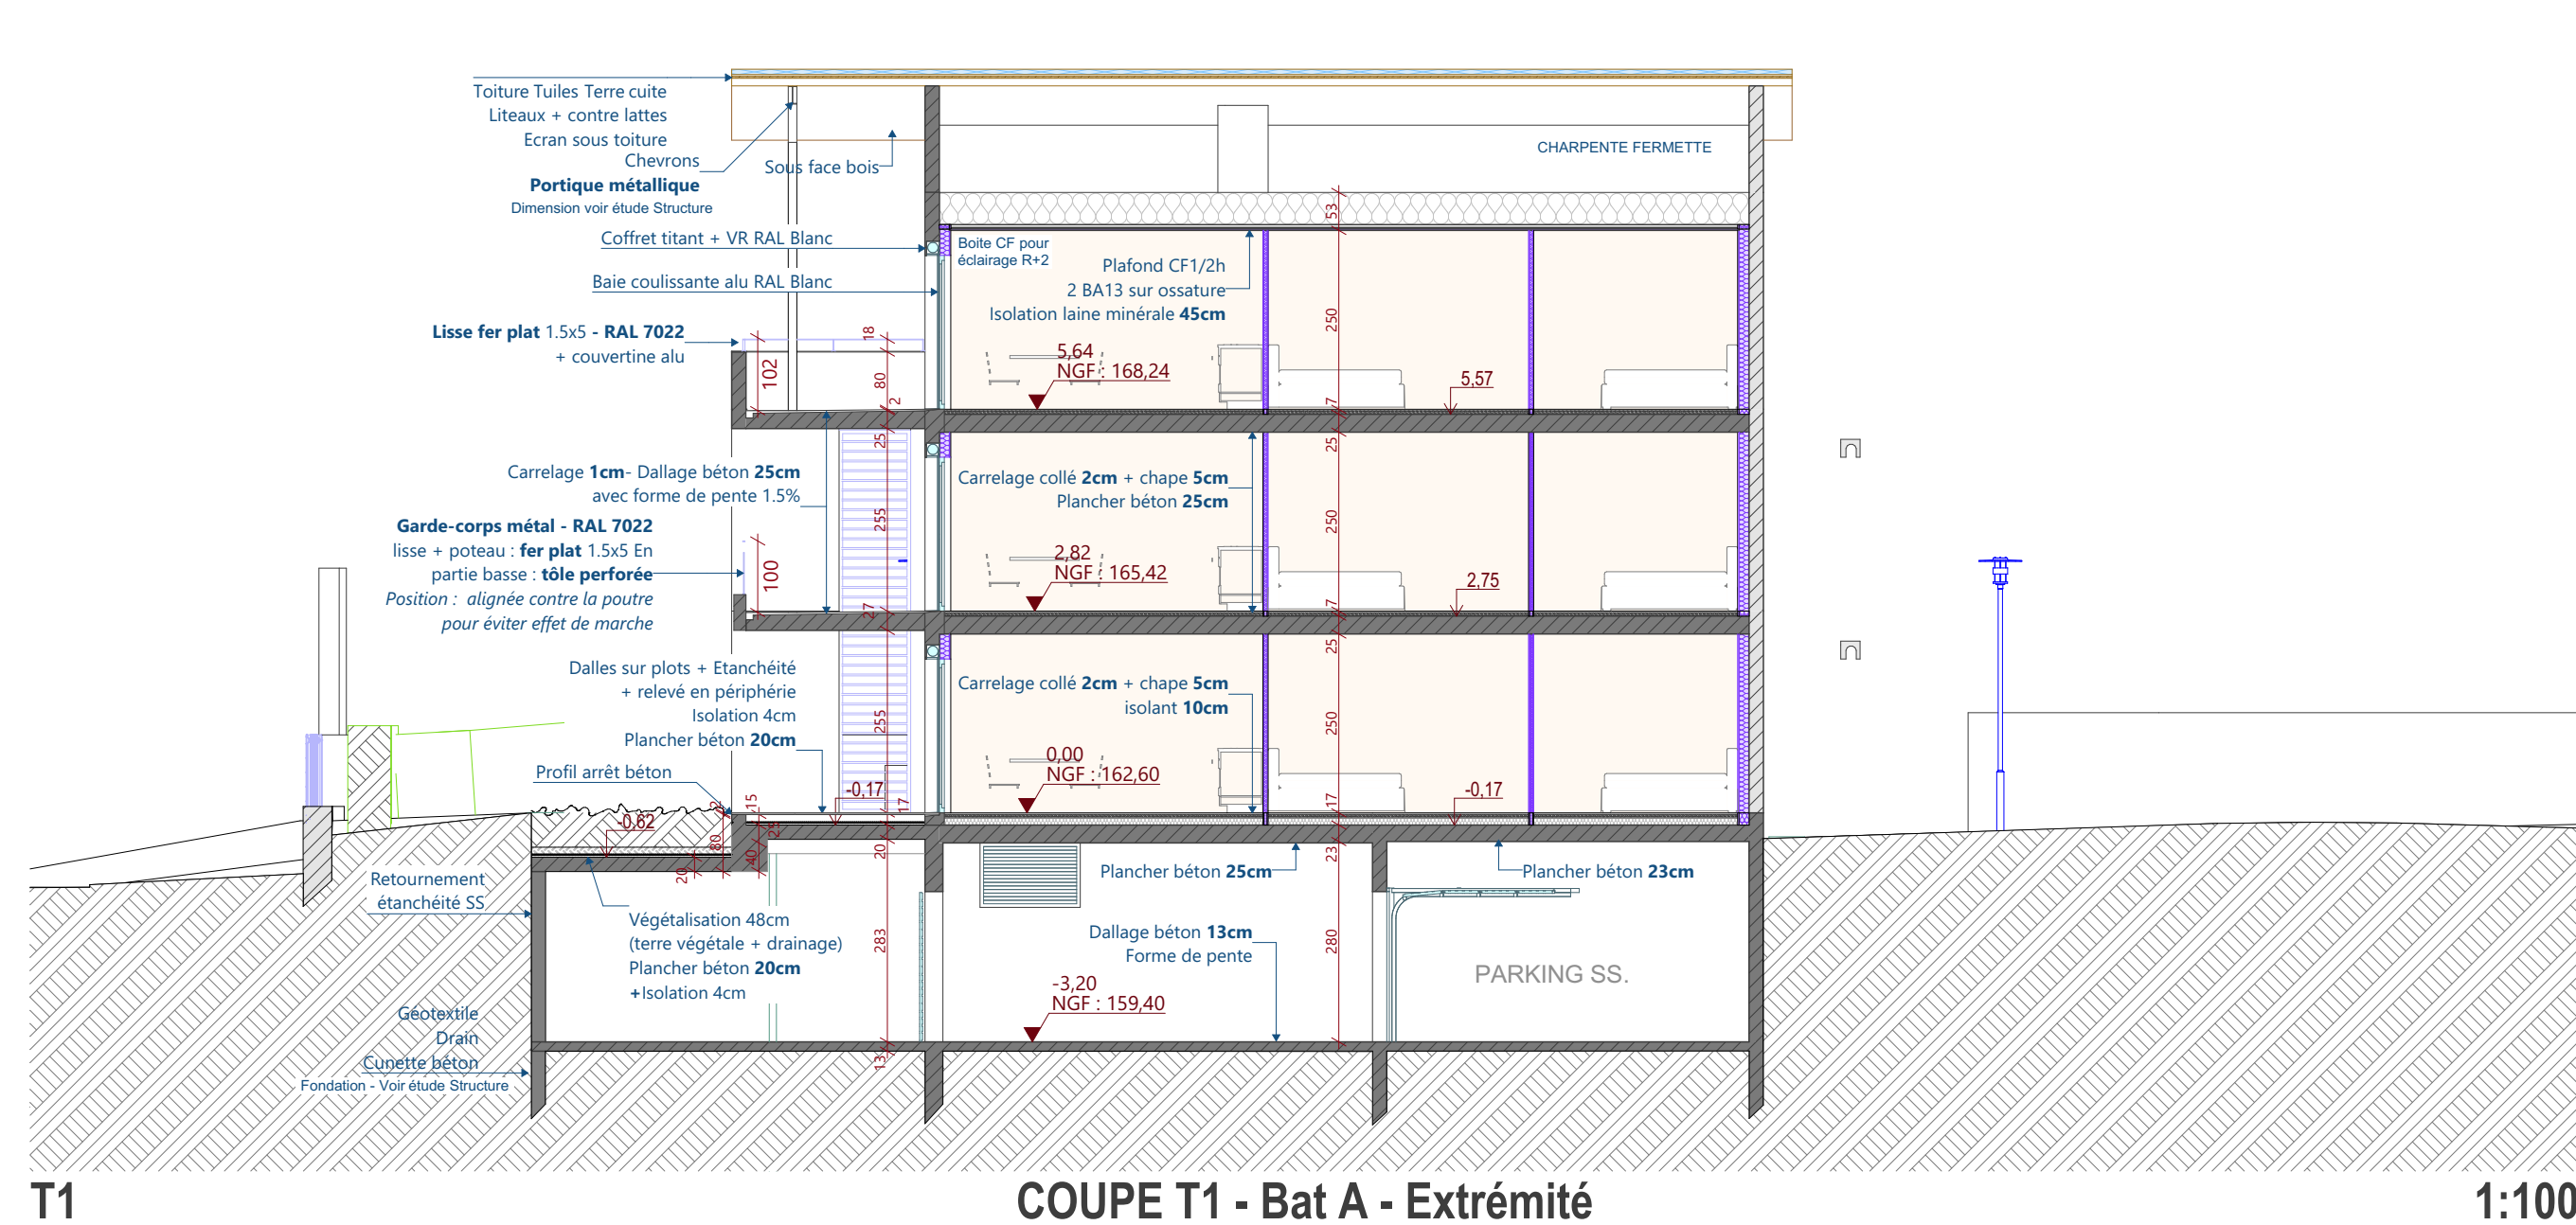 Toiture Tuiles Terre cuite
Liteaux + contre lattes
Ecran sous toiture
Chevrons
Portique métallique
Dimension voir étude Structure
Sous face bois
CHARPENTE FERMETTE
Coffret titant + VR RAL Blanc
Baie coulissante alu RAL Blanc
Boite CF pour
éclairage R+2
Plafond CF1/2h
2 BA13 sur ossature
Isolation laine minérale 45cm
53
250
Lisse fer plat 1.5x5 - RAL 7022
+ couvertine alu
102
18
80
2
5,64
NGF : 168,24
5,57
7
25
25
Carrelage 1cm- Dallage béton 25cm
avec forme de pente 1.5%
Carrelage collé 2cm + chape 5cm
Plancher béton 25cm
255
250
Garde-corps métal - RAL 7022
lisse + poteau : fer plat 1.5x5 En
partie basse : tôle perforée
Position : alignée contre la poutre
pour éviter effet de marche
100
27
2,82
NGF : 165,42
2,75
7
25
Dalles sur plots + Etanchéité
+ relevé en périphérie
Isolation 4cm
Plancher béton 20cm
Carrelage collé 2cm + chape 5cm
isolant 10cm
255
250
Profil arrêt béton
0,00
NGF : 162,60
-0,17
-0,17
17
17
2
15
-0,62
80
25
40
20
20
23
Plancher béton 25cm
Plancher béton 23cm
Retournement
étanchéité SS
Végétalisation 48cm
(terre végétale + drainage)
Plancher béton 20cm
+Isolation 4cm
283
280
Dallage béton 13cm
Forme de pente
PARKING SS.
-3,20
NGF : 159,40
Géotextile
Drain
Cunette béton
Fondation - Voir étude Structure
13
T1
COUPE T1 - Bat A - Extrémité
1:100